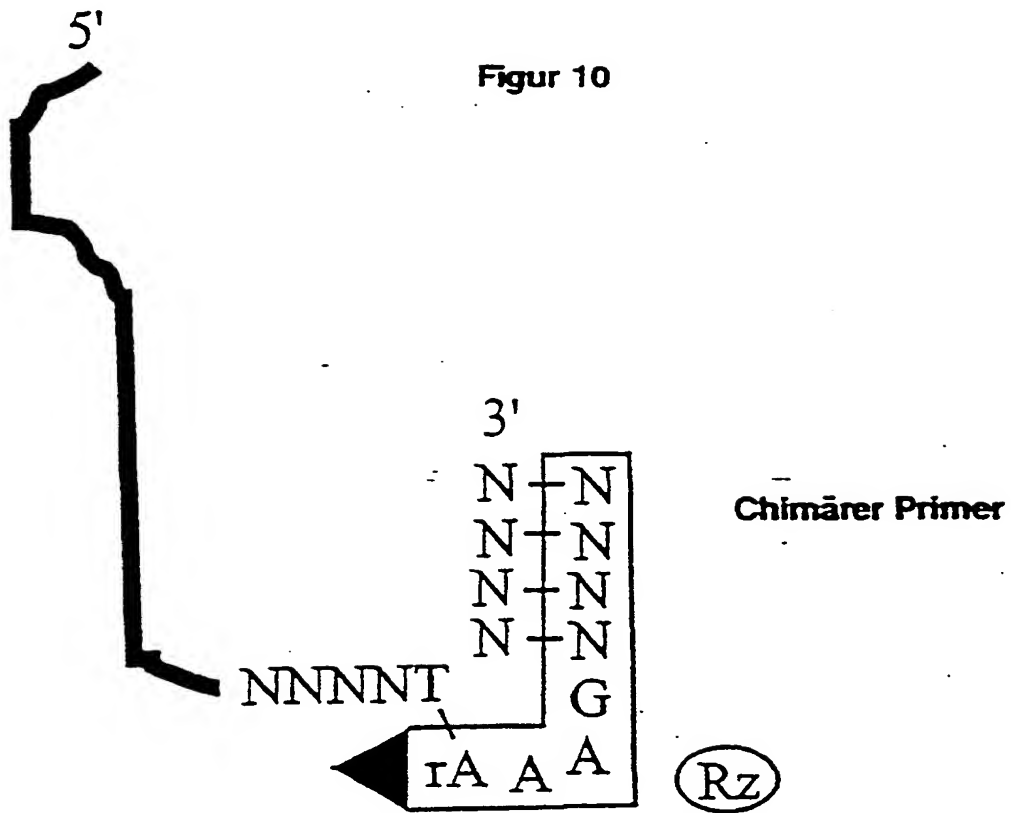 5'
Figur 10
3'
N N
N N
Chimärer Primer
N N
N N
NNNNT
G
rA A A
Rz